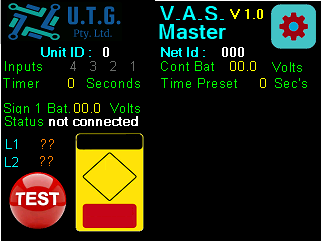 U.T.G.
Pty. Ltd.
V.A.S. V 1.0
Master
Unit ID : 0
Net Id : 000
Inputs 4 3 2 1
Cont Bat 00.0 Volts
Timer 0 Seconds
Time Preset 0 Sec's
Sign 1 Bat. 00.0 Volts
Status not connected
L1 ??
L2 ??
TEST